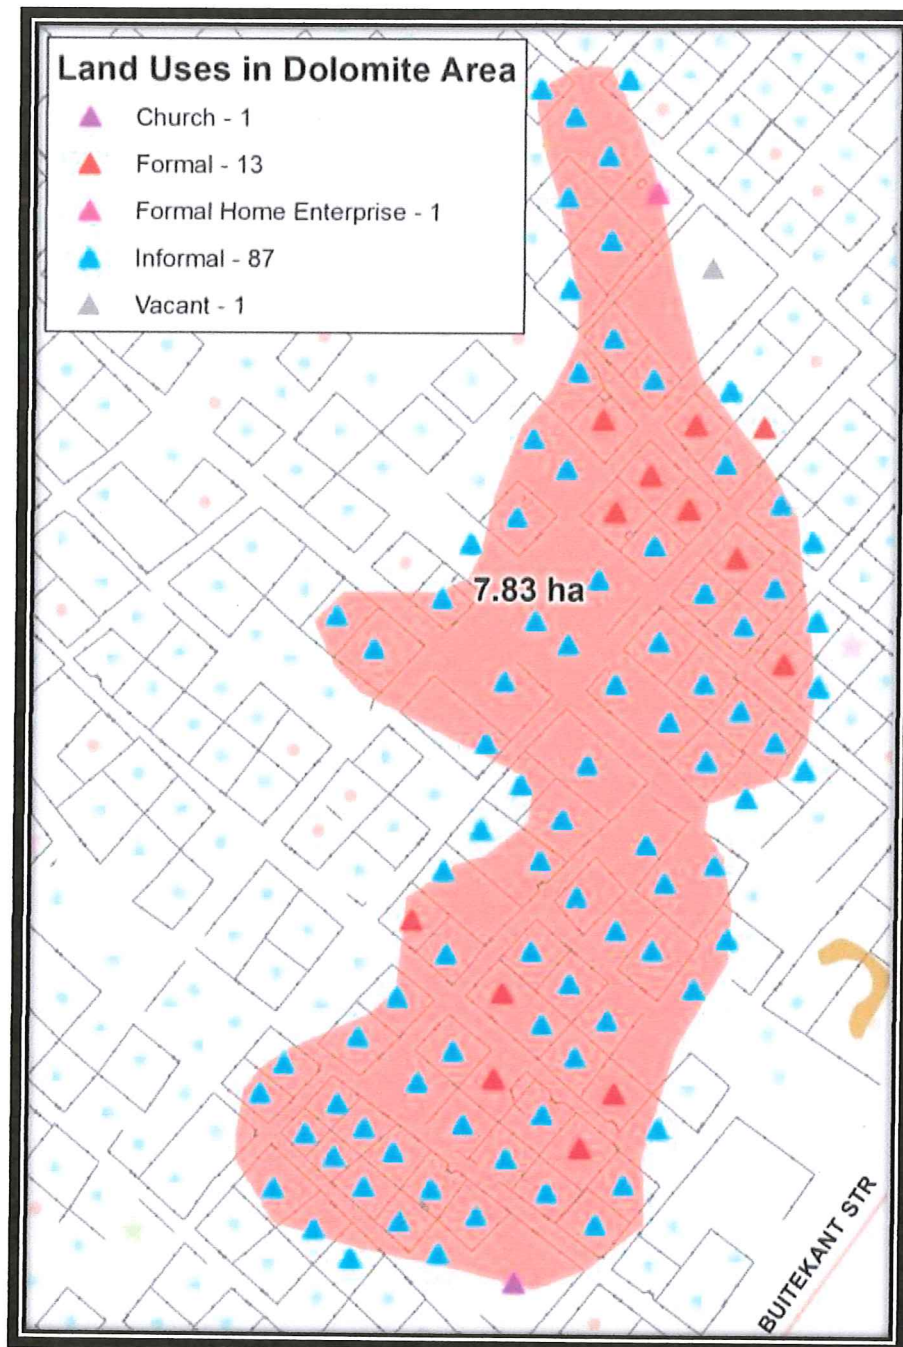 Land Uses in Dolomite Area
Church - 1
Formal - 13
Formal Home Enterprise - 1
Informal - 87
Vacant - 1
7.83 ha
BUITEKANT STR